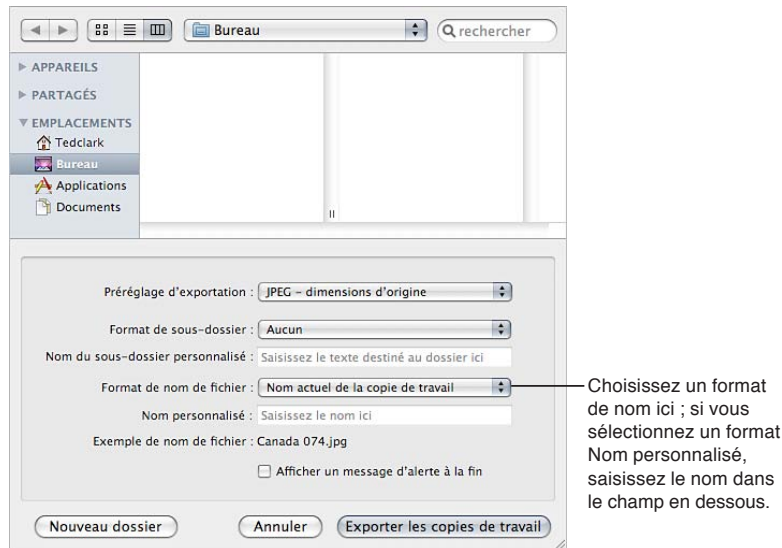 Bureau
rechercher
APPAREILS
PARTAGÉS
EMPLACEMENTS
Tedclark
Bureau
Applications
Documents
Préréglage d'exportation : JPEG – dimensions d'origine
Format de sous-dossier : Aucun
Nom du sous-dossier personnalisé : Saisissez le texte destiné au dossier ici
Format de nom de fichier : Nom actuel de la copie de travail
Nom personnalisé : Saisissez le nom ici
Exemple de nom de fichier : Canada 074.jpg
Afficher un message d'alerte à la fin
Nouveau dossier
Annuler
Exporter les copies de travail
Choisissez un format
de nom ici ; si vous
sélectionnez un format
Nom personnalisé,
saisissez le nom dans
le champ en dessous.